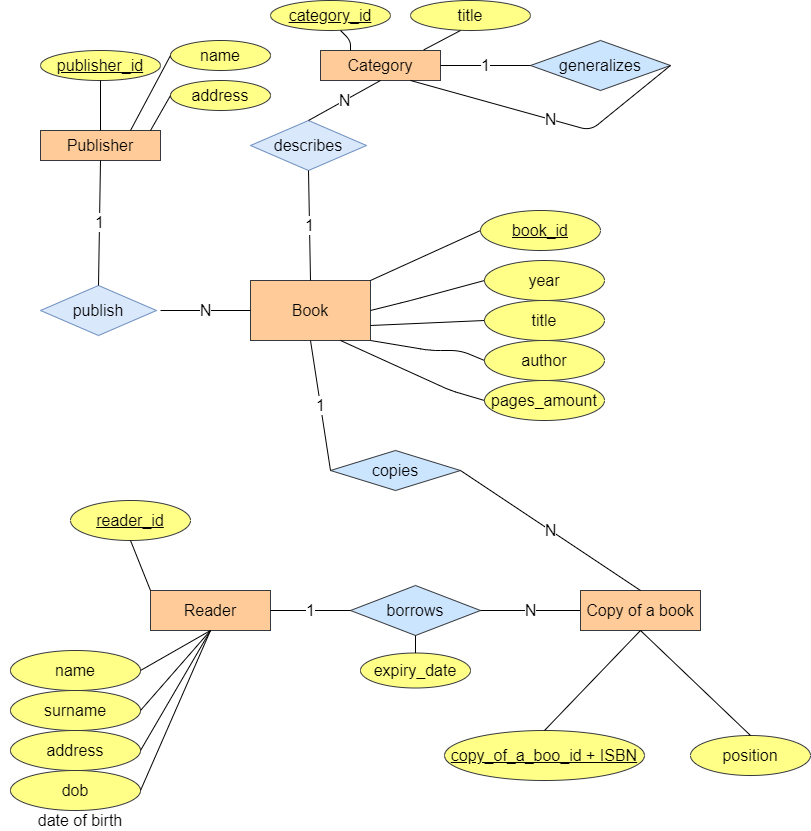 category_id
title
publisher_id
name
Category
1
generalizes
address
N
N
Publisher
describes
1
1
book_id
year
publish
N
Book
title
author
1
pages_amount
copies
reader_id
N
Reader
1
borrows
N
Copy of a book
name
expiry_date
surname
address
copy_of_a_boo_id + ISBN
position
dob
date of birth